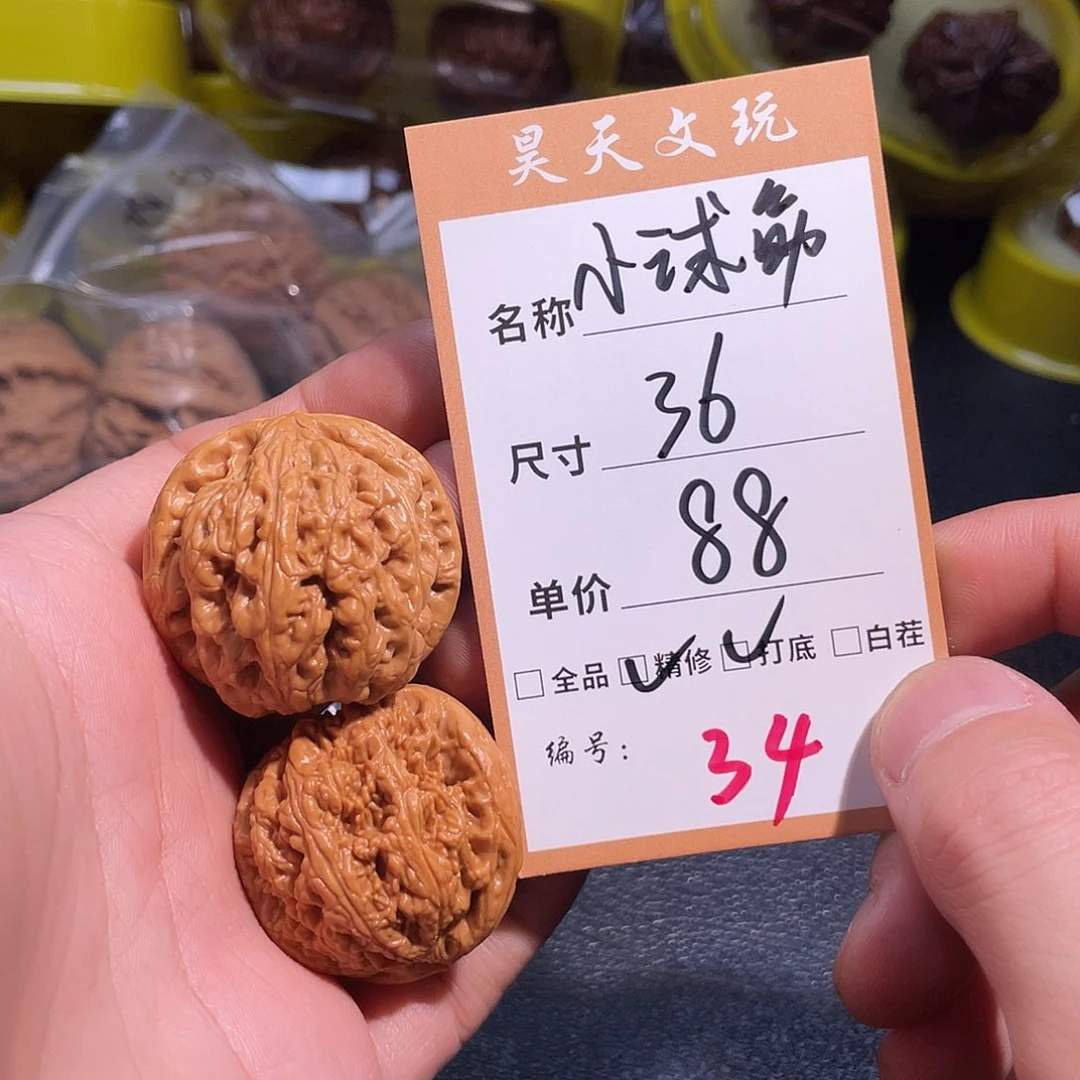 昊天文玩
名称 小球筋
尺寸 36
单价 88
☐ 全品 ☑ 精修 ☑ 打底 ☐ 白茬
编号: 34